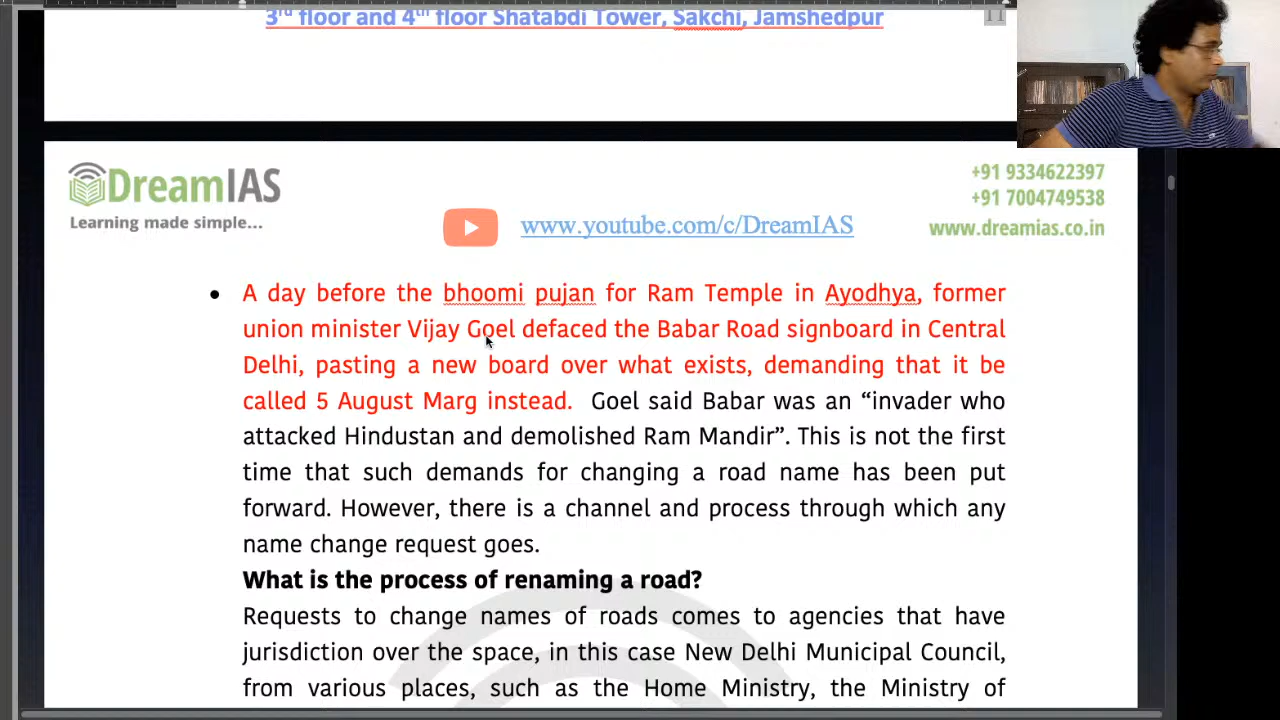 3rd floor and 4th floor Shatabdi Tower, Sakchi, Jamshedpur
11
DreamIAS
Learning made simple...
www.youtube.com/c/DreamIAS
+91 9334622397
+91 7004749538
www.dreamias.co.in
• A day before the bhoomi pujan for Ram Temple in Ayodhya, former
union minister Vijay Goel defaced the Babar Road signboard in Central
Delhi, pasting a new board over what exists, demanding that it be
called 5 August Marg instead. Goel said Babar was an “invader who
attacked Hindustan and demolished Ram Mandir”. This is not the first
time that such demands for changing a road name has been put
forward. However, there is a channel and process through which any
name change request goes.
What is the process of renaming a road?
Requests to change names of roads comes to agencies that have
jurisdiction over the space, in this case New Delhi Municipal Council,
from various places, such as the Home Ministry, the Ministry of